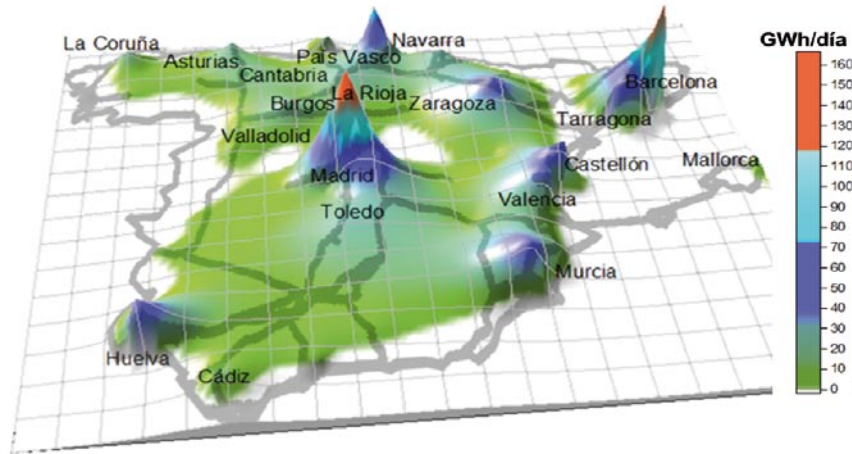 La Coruña
Asturias
Cantabria
País Vasco
Navarra
Burgos
La Rioja
Zaragoza
Barcelona
Tarragona
Valladolid
Madrid
Castellón
Mallorca
Toledo
Valencia
Murcia
Huelva
Cádiz
GWh/día
160
150
140
130
120
110
100
90
80
70
60
50
40
30
20
10
0